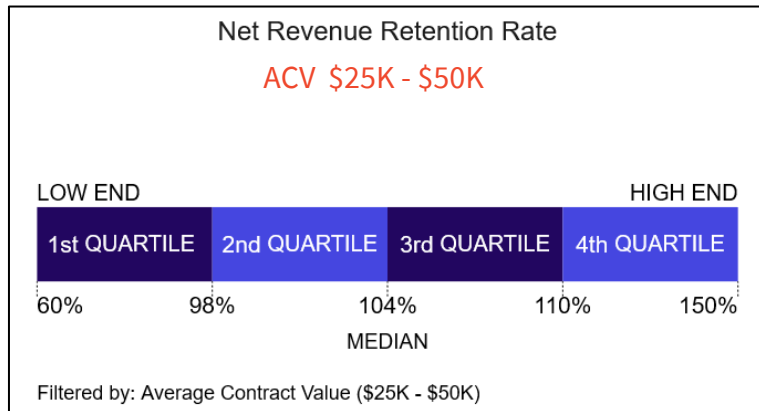 Net Revenue Retention Rate
ACV $25K - $50K
LOW END HIGH END
1st QUARTILE 2nd QUARTILE 3rd QUARTILE 4th QUARTILE
60% 98% 104% 110% 150%
MEDIAN
Filtered by: Average Contract Value ($25K - $50K)